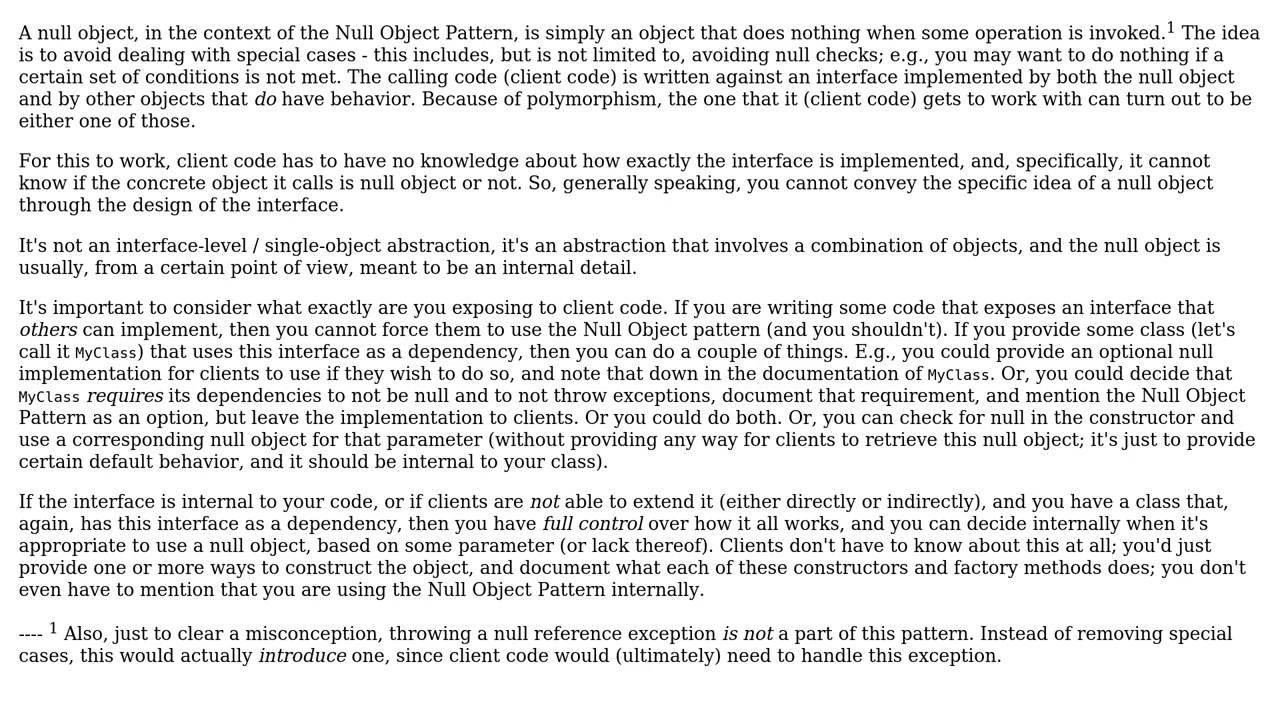 A null object, in the context of the Null Object Pattern, is simply an object that does nothing when some operation is invoked.1 The idea
is to avoid dealing with special cases - this includes, but is not limited to, avoiding null checks; e.g., you may want to do nothing if a
certain set of conditions is not met. The calling code (client code) is written against an interface implemented by both the null object
and by other objects that do have behavior. Because of polymorphism, the one that it (client code) gets to work with can turn out to be
either one of those.
For this to work, client code has to have no knowledge about how exactly the interface is implemented, and, specifically, it cannot
know if the concrete object it calls is null object or not. So, generally speaking, you cannot convey the specific idea of a null object
through the design of the interface.
It's not an interface-level / single-object abstraction, it's an abstraction that involves a combination of objects, and the null object is
usually, from a certain point of view, meant to be an internal detail.
It's important to consider what exactly are you exposing to client code. If you are writing some code that exposes an interface that
others can implement, then you cannot force them to use the Null Object pattern (and you shouldn't). If you provide some class (let's
call it MyClass) that uses this interface as a dependency, then you can do a couple of things. E.g., you could provide an optional null
implementation for clients to use if they wish to do so, and note that down in the documentation of MyClass. Or, you could decide that
MyClass requires its dependencies to not be null and to not throw exceptions, document that requirement, and mention the Null Object
Pattern as an option, but leave the implementation to clients. Or you could do both. Or, you can check for null in the constructor and
use a corresponding null object for that parameter (without providing any way for clients to retrieve this null object; it's just to provide
certain default behavior, and it should be internal to your class).
If the interface is internal to your code, or if clients are not able to extend it (either directly or indirectly), and you have a class that,
again, has this interface as a dependency, then you have full control over how it all works, and you can decide internally when it's
appropriate to use a null object, based on some parameter (or lack thereof). Clients don't have to know about this at all; you'd just
provide one or more ways to construct the object, and document what each of these constructors and factory methods does; you don't
even have to mention that you are using the Null Object Pattern internally.
---- 1 Also, just to clear a misconception, throwing a null reference exception is not a part of this pattern. Instead of removing special
cases, this would actually introduce one, since client code would (ultimately) need to handle this exception.